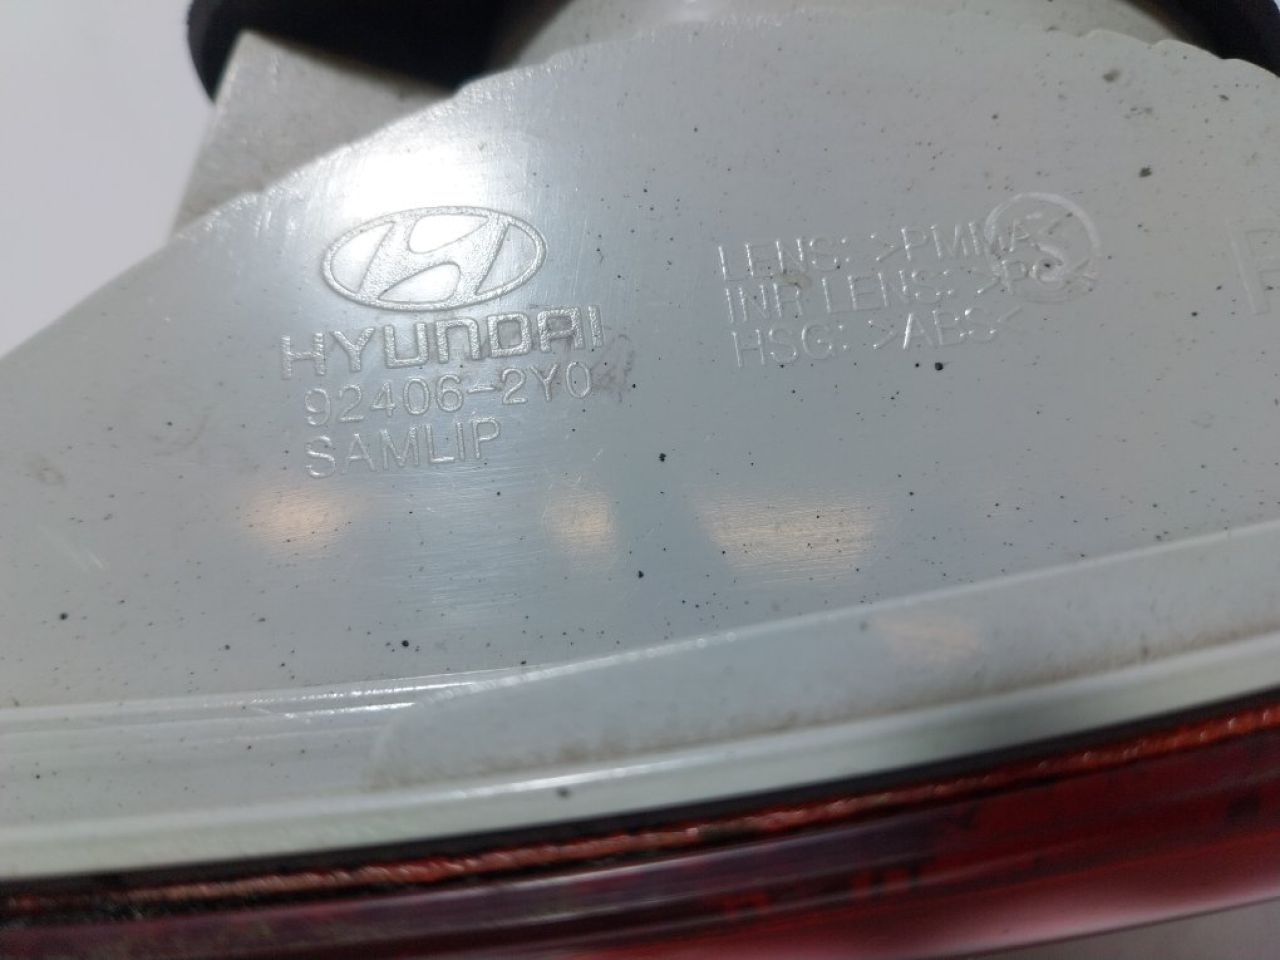 HYUNDAI
92406-2Y0
SAMLIP
LENS: >PMMA<
INR LENS: >PC<
HSG: >ABS<